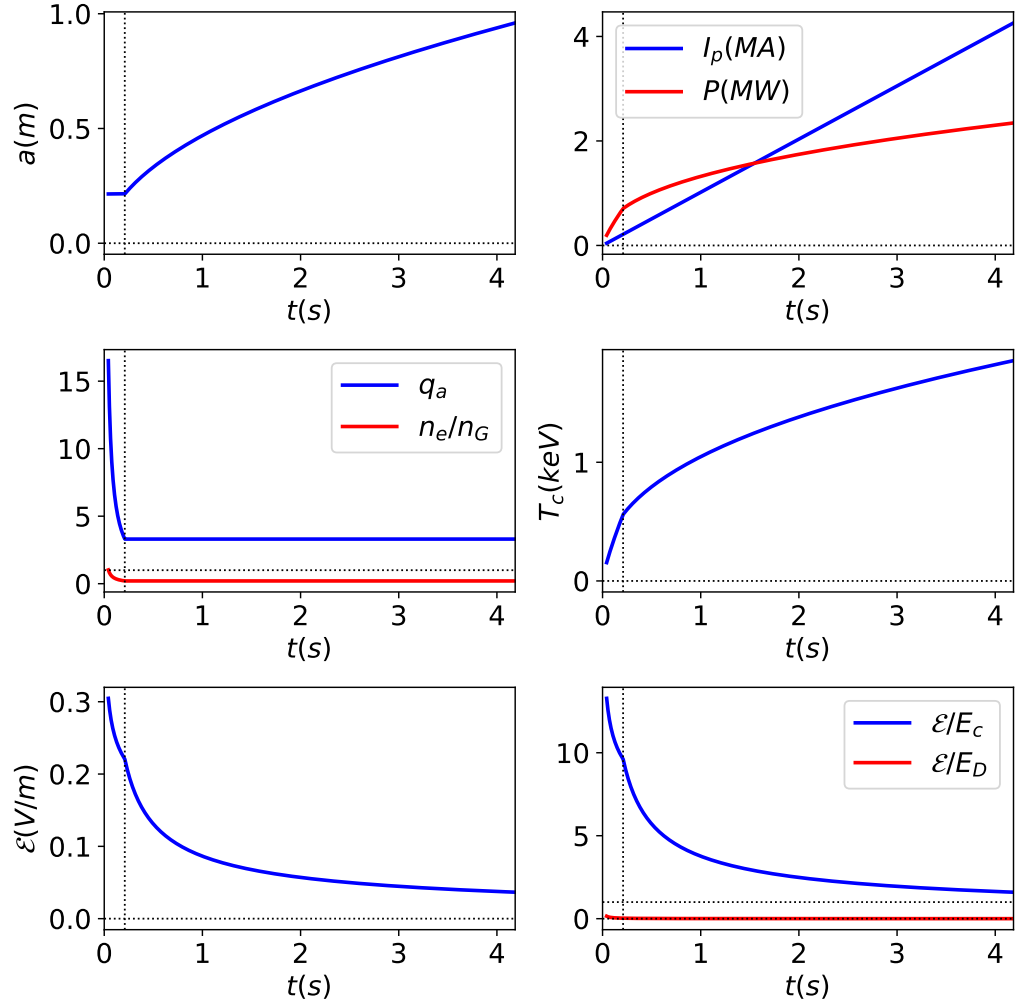 1.0
0.5
0.0
a(m)
0 1 2 3 4
t(s)
4
2
0
I_p(MA)
P(MW)
0 1 2 3 4
t(s)
15
10
5
0
q_a
n_e/n_G
0 1 2 3 4
t(s)
1
0
T_c(keV)
0 1 2 3 4
t(s)
0.3
0.2
0.1
0.0
ℰ(V/m)
0 1 2 3 4
t(s)
10
5
0
ℰ/E_c
ℰ/E_D
0 1 2 3 4
t(s)